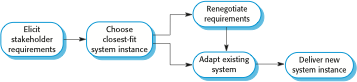 Elicit
stakeholder
requirements
Choose
closest-fit
system instance
Renegotiate
requirements
Adapt existing
system
Deliver new
system instance